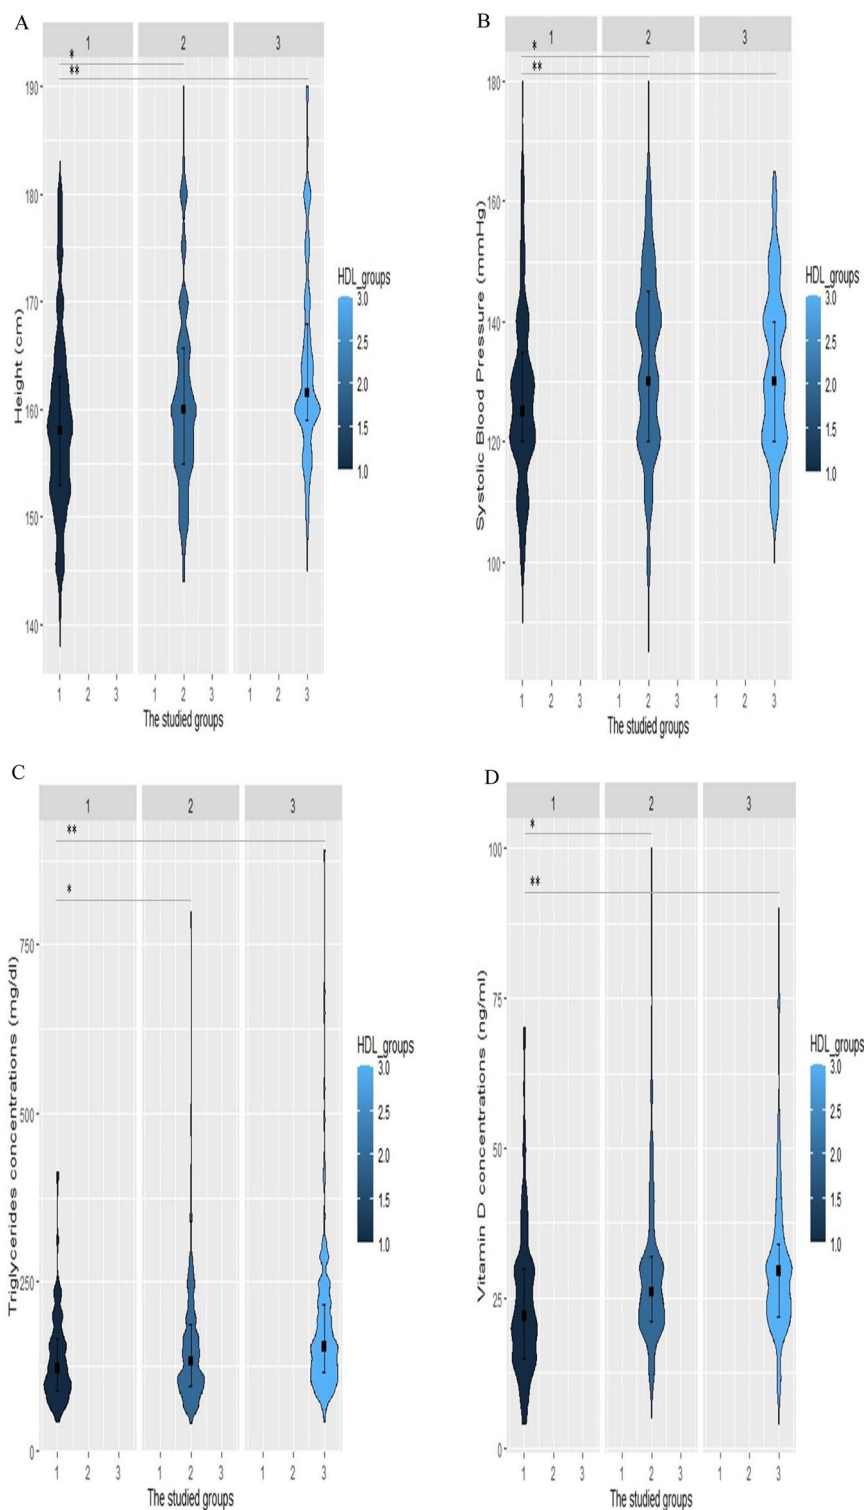 A
1 2 3
*
**
190
180
170
160
150
140
Height (cm)
1 2 3 1 2 3 1 2 3
The studied groups
HDL_groups
3.0
2.5
2.0
1.5
1.0
B
1 2 3
*
**
180
160
140
120
100
Systolic Blood Pressure (mmHg)
1 2 3 1 2 3 1 2 3
The studied groups
HDL_groups
3.0
2.5
2.0
1.5
1.0
C
1 2 3
**
*
750
500
250
0
Triglycerides concentrations (mg/dl)
1 2 3 1 2 3 1 2 3
The studied groups
HDL_groups
3.0
2.5
2.0
1.5
1.0
D
1 2 3
*
**
100
75
50
25
0
Vitamin D concentrations (ng/ml)
1 2 3 1 2 3 1 2 3
The studied groups
HDL_groups
3.0
2.5
2.0
1.5
1.0